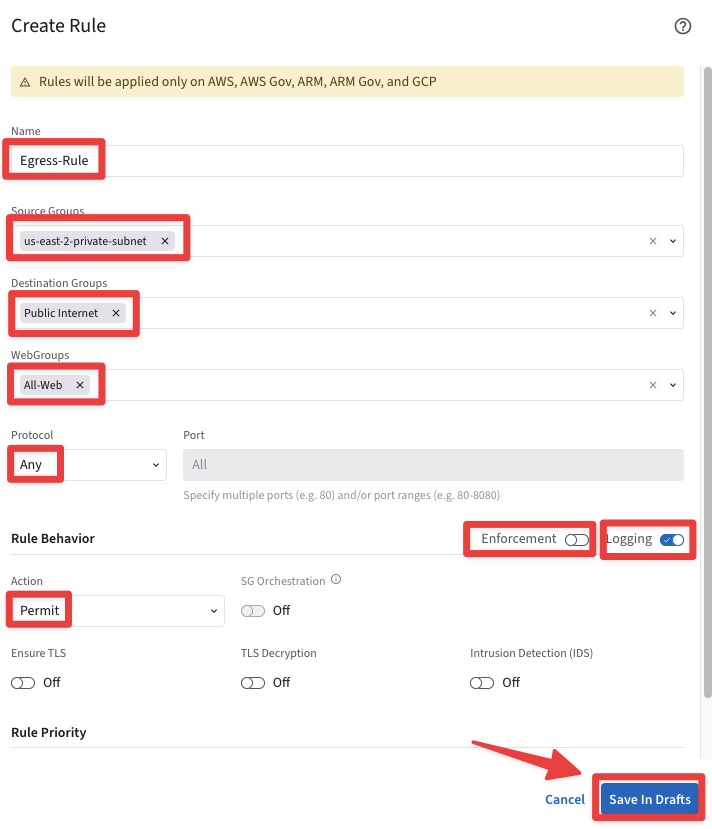 Create Rule
Rules will be applied only on AWS, AWS Gov, ARM, ARM Gov, and GCP
Name
Egress-Rule
Source Groups
us-east-2-private-subnet
Destination Groups
Public Internet
WebGroups
All-Web
Protocol Port
Any All
Specify multiple ports (e.g. 80) and/or port ranges (e.g. 80-8080)
Rule Behavior Enforcement Logging
Action SG Orchestration
Permit Off
Ensure TLS TLS Decryption Intrusion Detection (IDS)
Off Off Off
Rule Priority
Cancel Save In Drafts